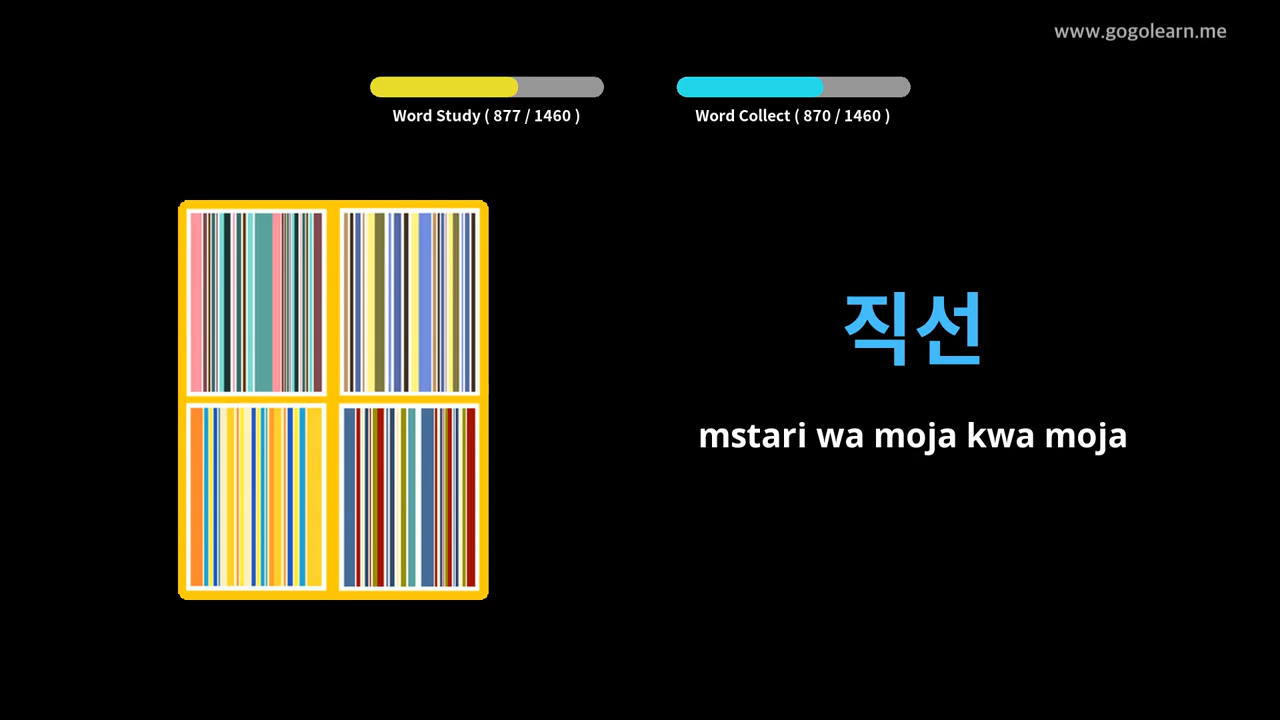 www.gogolearn.me
Word Study ( 877 / 1460 )
Word Collect ( 870 / 1460 )
직선
mstari wa moja kwa moja